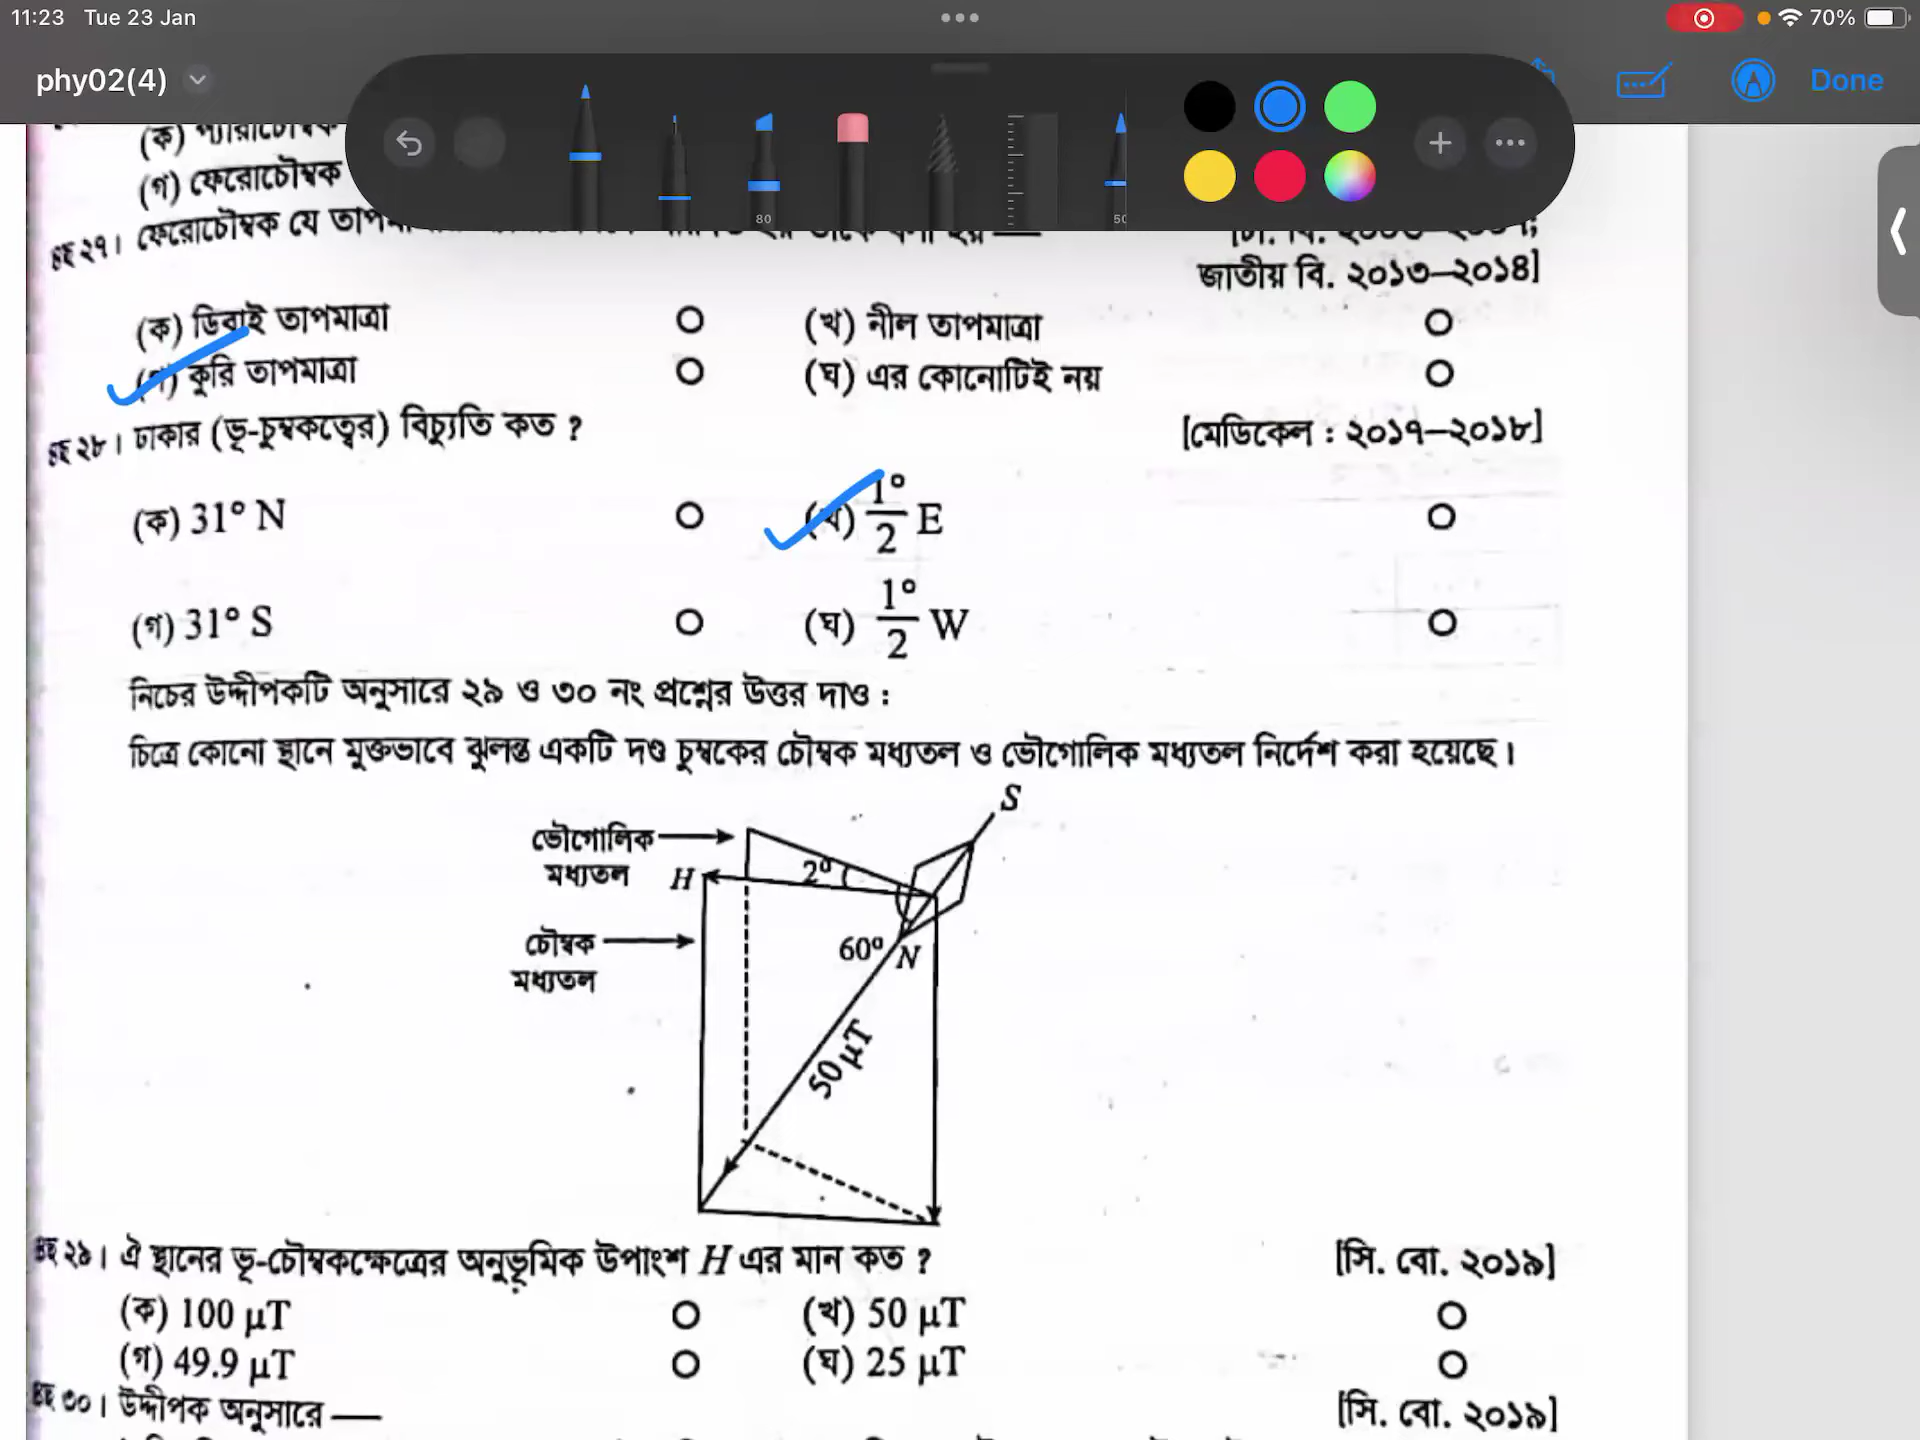 11:23 Tue 23 Jan
70%
phy02(4)
Done
80
50
(ক)
(গ) ফেরোচৌম্বক
২৭। ফেরোচৌম্বক যে
জাতীয় বি. ২০১৩–২০১৪]
(ক) ডিবাই তাপমাত্রা (খ) নীল তাপমাত্রা
(গ) কুরি তাপমাত্রা (ঘ) এর কোনোটিই নয়
২৮। ঢাকার (ভূ-চুম্বকত্বের) বিচ্যুতি কত ? [মেডিকেল : ২০১৭–২০১৮]
(ক) 31° N (খ) 1°/2 E
(গ) 31° S (ঘ) 1°/2 W
নিচের উদ্দীপকটি অনুসারে ২৯ ও ৩০ নং প্রশ্নের উত্তর দাও :
চিত্রে কোনো স্থানে মুক্তভাবে ঝুলন্ত একটি দণ্ড চুম্বকের চৌম্বক মধ্যতল ও ভৌগোলিক মধ্যতল নির্দেশ করা হয়েছে।
S
ভৌগোলিক
মধ্যতল
H
2°
চৌম্বক
মধ্যতল
60°
N
50 μT
২৯। ঐ স্থানের ভূ-চৌম্বকক্ষেত্রের অনুভূমিক উপাংশ H এর মান কত ? [সি. বো. ২০১৯]
(ক) 100 μT (খ) 50 μT
(গ) 49.9 μT (ঘ) 25 μT
৩০। উদ্দীপক অনুসারে — [সি. বো. ২০১৯]